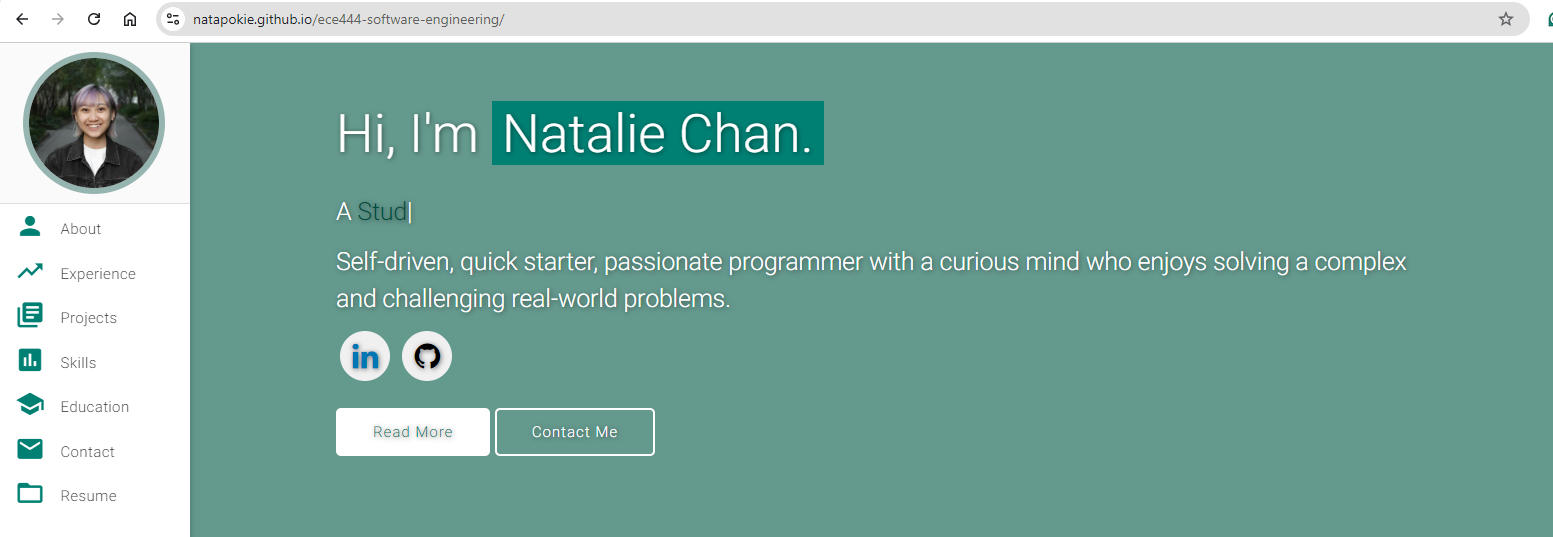 natapokie.github.io/ece444-software-engineering/
Hi, I'm Natalie Chan.
A Stud|
Self-driven, quick starter, passionate programmer with a curious mind who enjoys solving a complex
and challenging real-world problems.
in
Read More
Contact Me
About
Experience
Projects
Skills
Education
Contact
Resume